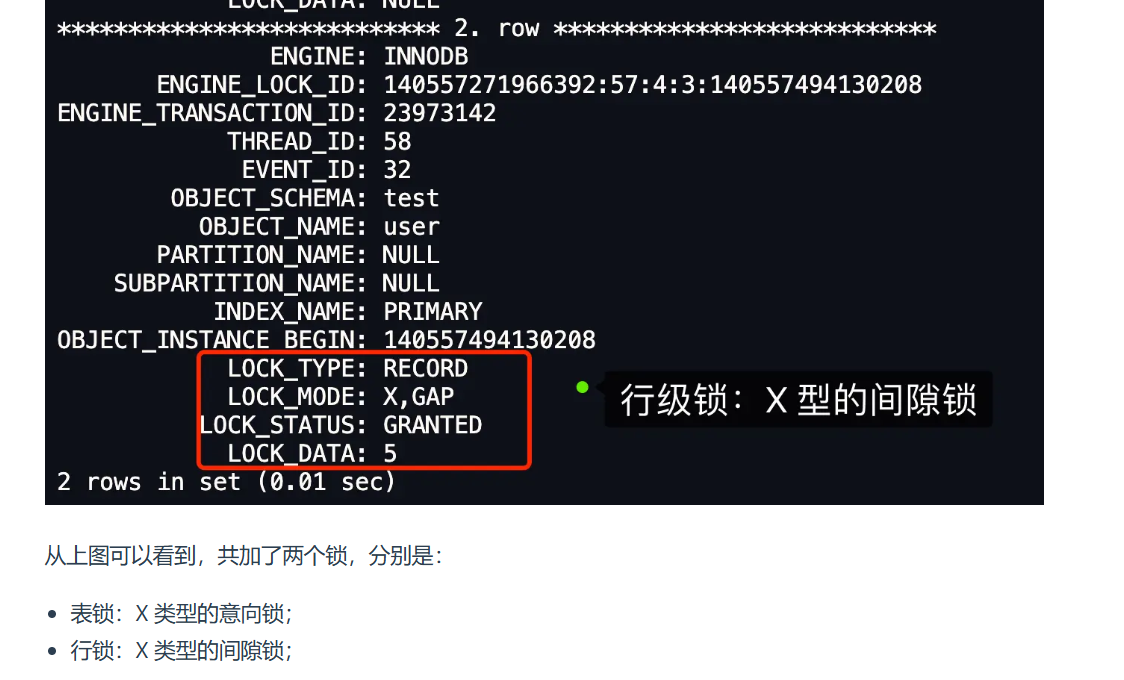 LOCK_DATA: NULL
*************************** 2. row ***************************
ENGINE: INNODB
ENGINE_LOCK_ID: 140557271966392:57:4:3:140557494130208
ENGINE_TRANSACTION_ID: 23973142
THREAD_ID: 58
EVENT_ID: 32
OBJECT_SCHEMA: test
OBJECT_NAME: user
PARTITION_NAME: NULL
SUBPARTITION_NAME: NULL
INDEX_NAME: PRIMARY
OBJECT_INSTANCE_BEGIN: 140557494130208
LOCK_TYPE: RECORD
LOCK_MODE: X,GAP
行级锁：X 型的间隙锁
LOCK_STATUS: GRANTED
LOCK_DATA: 5
2 rows in set (0.01 sec)
从上图可以看到，共加了两个锁，分别是：
• 表锁：X 类型的意向锁；
• 行锁：X 类型的间隙锁；